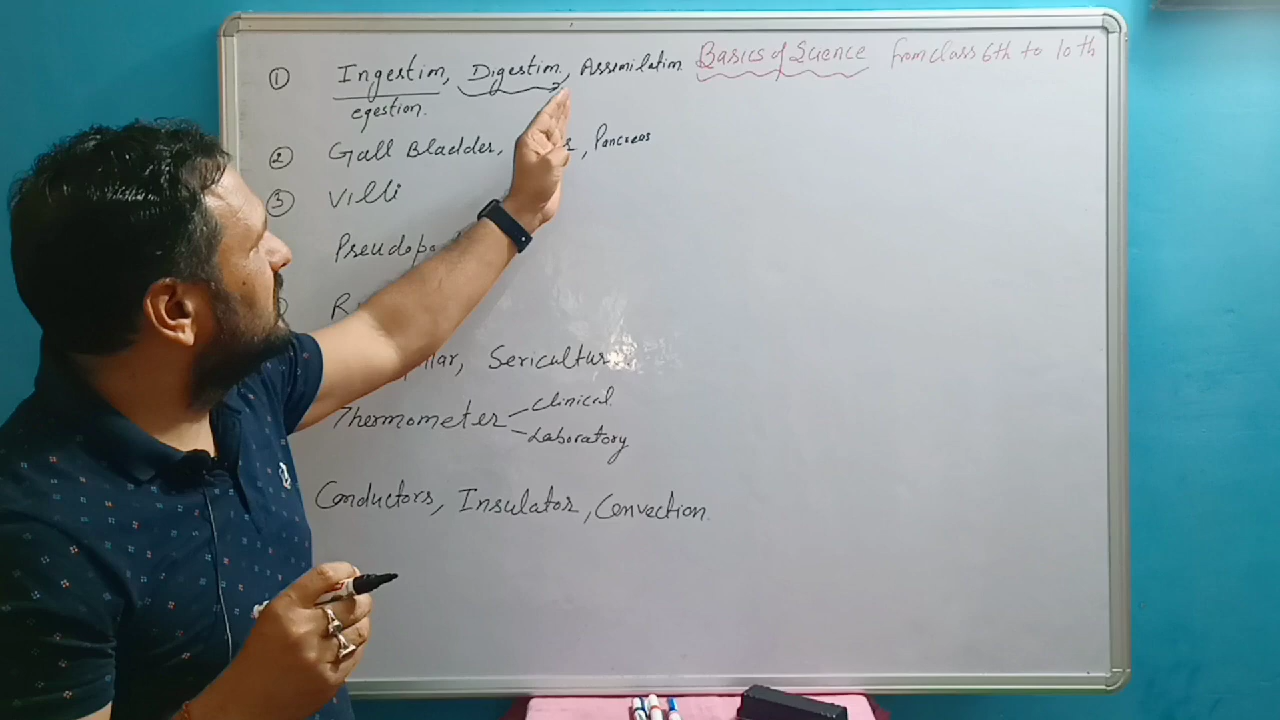 ① Ingestion, Digestion, Assimilation
egestion.
Basics of Science from class 6th to 10th
② Gall Bladder, Pancreas
③ Villi
Sericulture.
Thermometer
Clinical
Laboratory
Conductors, Insulator, Convection.